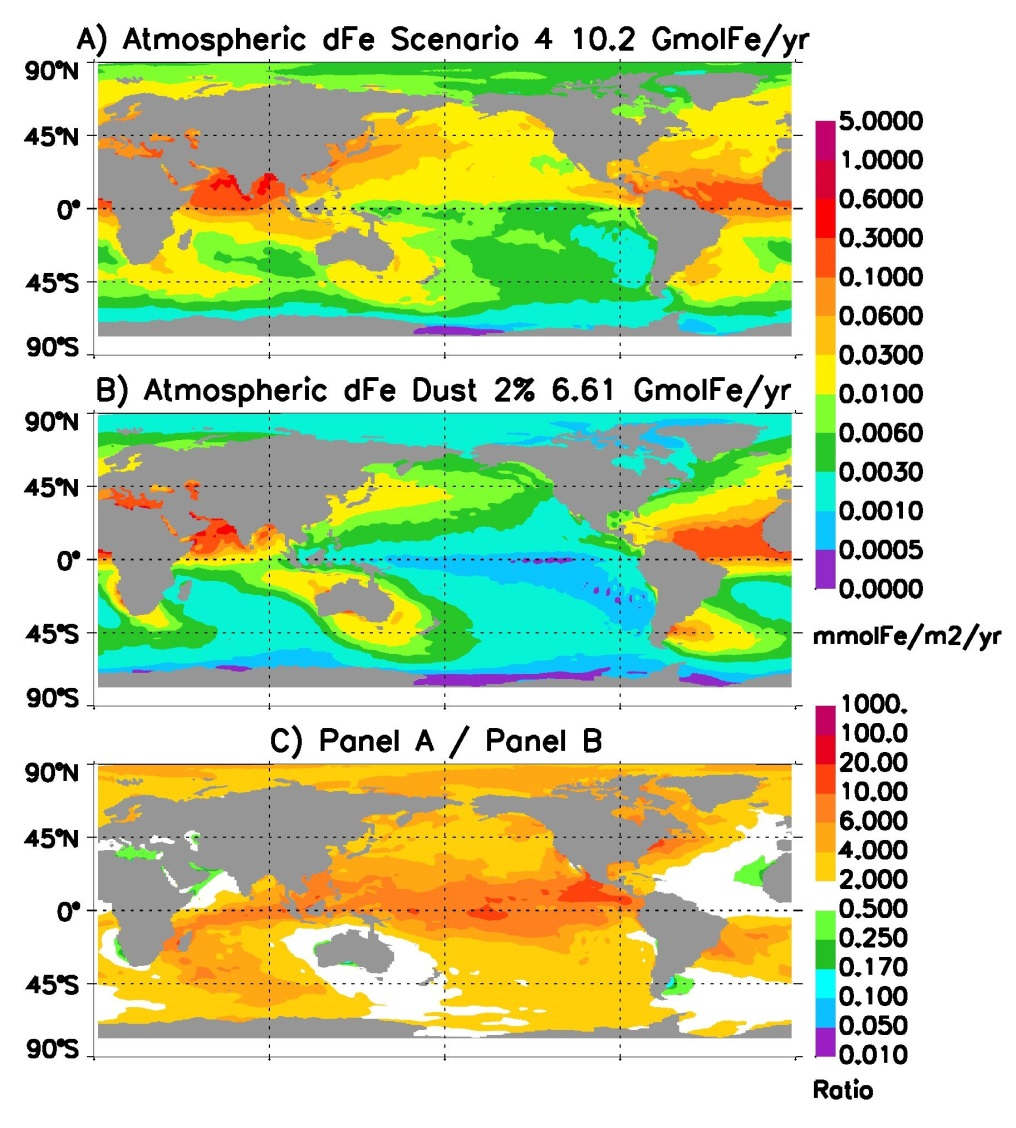 A) Atmospheric dFe Scenario 4 10.2 GmolFe/yr
90°N
45°N
0°
45°S
90°S
B) Atmospheric dFe Dust 2% 6.61 GmolFe/yr
90°N
45°N
0°
45°S
90°S
C) Panel A / Panel B
90°N
45°N
0°
45°S
90°S
5.0000
1.0000
0.6000
0.3000
0.1000
0.0600
0.0300
0.0100
0.0060
0.0030
0.0010
0.0005
0.0000
mmolFe/m2/yr
1000.
100.0
20.00
10.00
6.000
4.000
2.000
0.500
0.250
0.170
0.100
0.050
0.010
Ratio